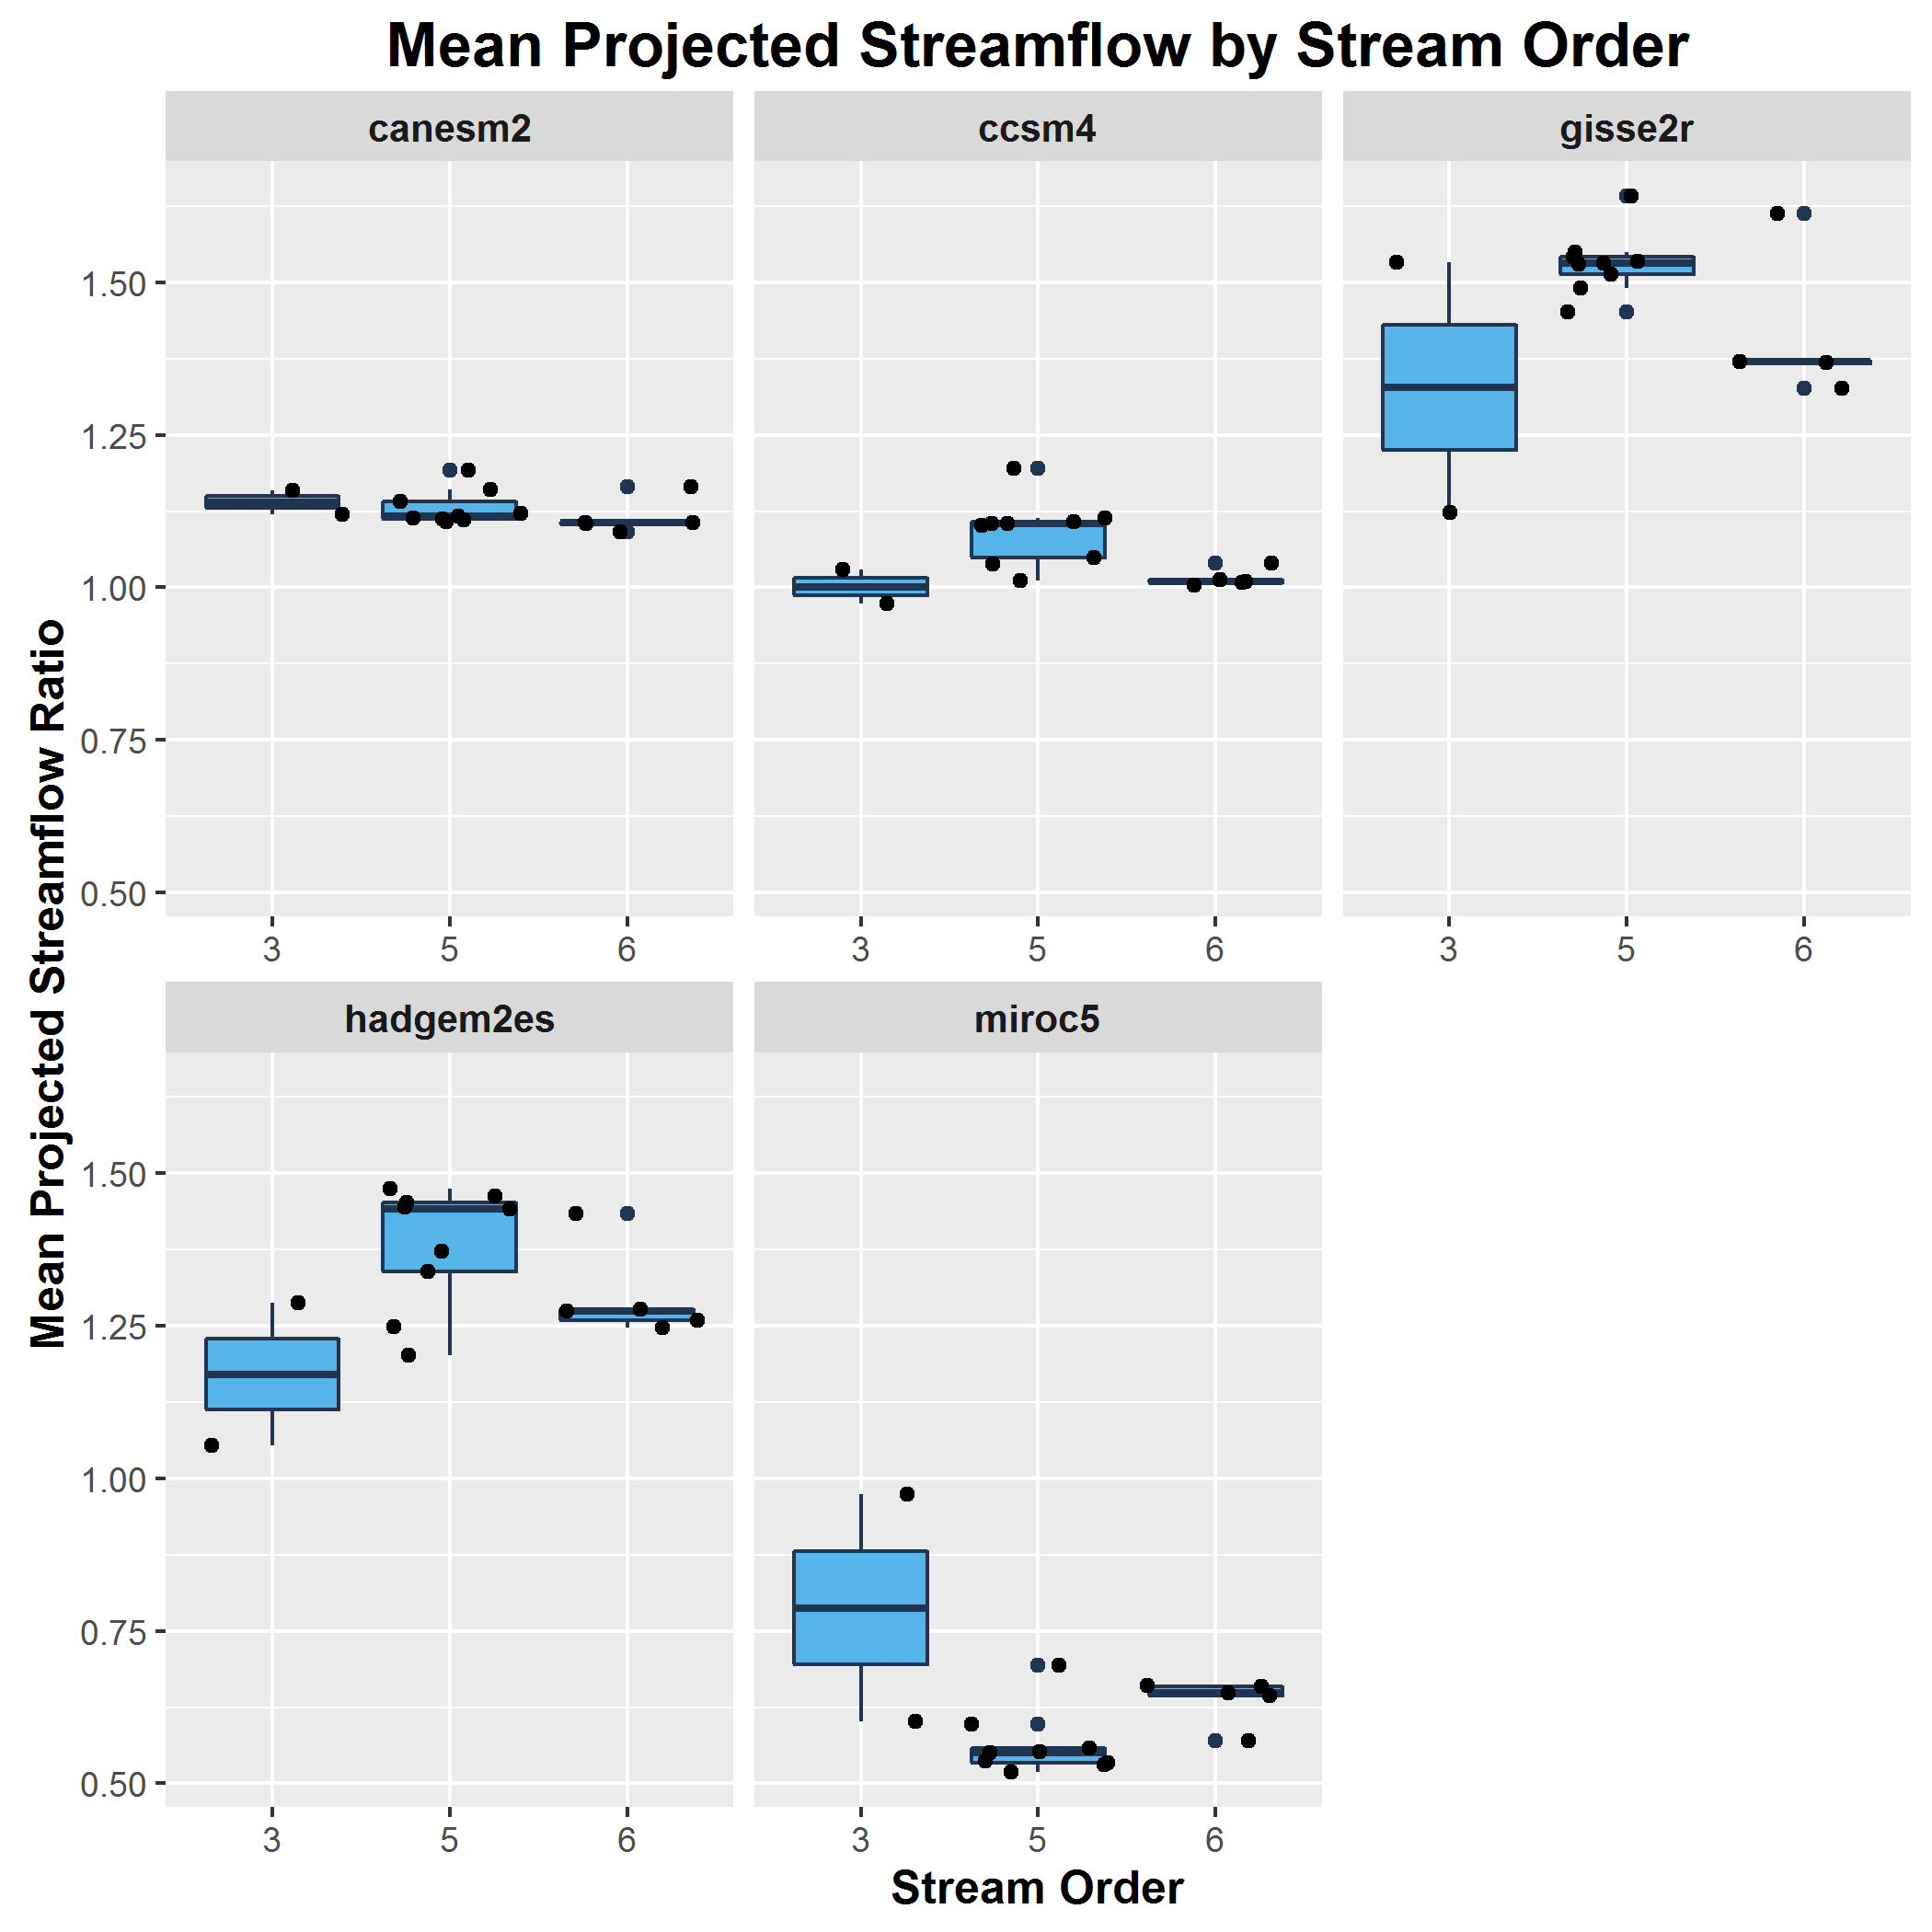 Mean Projected Streamflow by Stream Order
canesm2
ccsm4
gisse2r
1.50
1.25
1.00
0.75
0.50
3 5 6
3 5 6
3 5 6
Mean Projected Streamflow Ratio
hadgem2es
miroc5
1.50
1.25
1.00
0.75
0.50
3 5 6
3 5 6
Stream Order